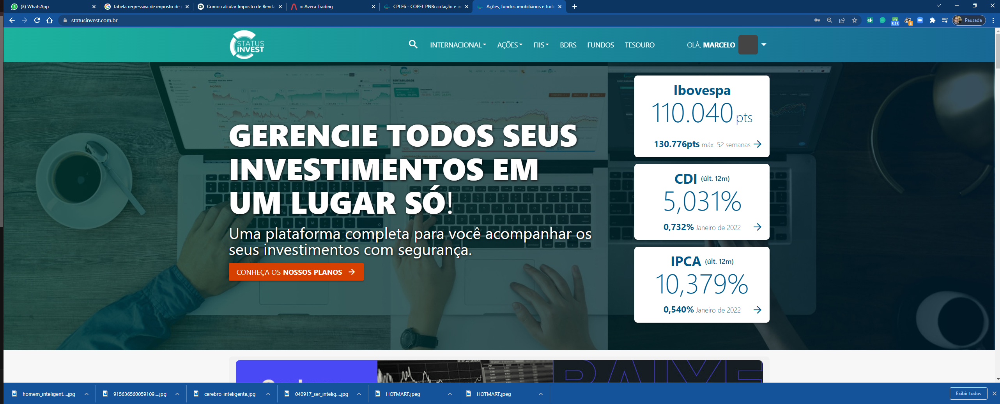 (3) WhatsApp
tabela regressiva de imposto de
Como calcular Imposto de Renda
::: Avera Trading
CPLE6 - COPEL PNB: cotação e in
Ações, fundos imobiliários e tudo
statusinvest.com.br
5,13
4
Pausada
STATUS
INVEST
INTERNACIONAL
AÇÕES
FIIS
BDRS
FUNDOS
TESOURO
OLÁ, MARCELO
GERENCIE TODOS SEUS
INVESTIMENTOS EM
UM LUGAR SÓ!
Uma plataforma completa para você acompanhar os
seus investimentos com segurança.
CONHEÇA OS NOSSOS PLANOS
Ibovespa
110.040 pts
130.776pts máx. 52 semanas
CDI (últ. 12m)
5,031%
0,732% Janeiro de 2022
IPCA (últ. 12m)
10,379%
0,540% Janeiro de 2022
homem_inteligent....jpg
915636560059109....jpg
cerebro-inteligente.jpg
040917_ser_intelig....jpg
HOTMART.jpeg
HOTMART.jpeg
Exibir todos